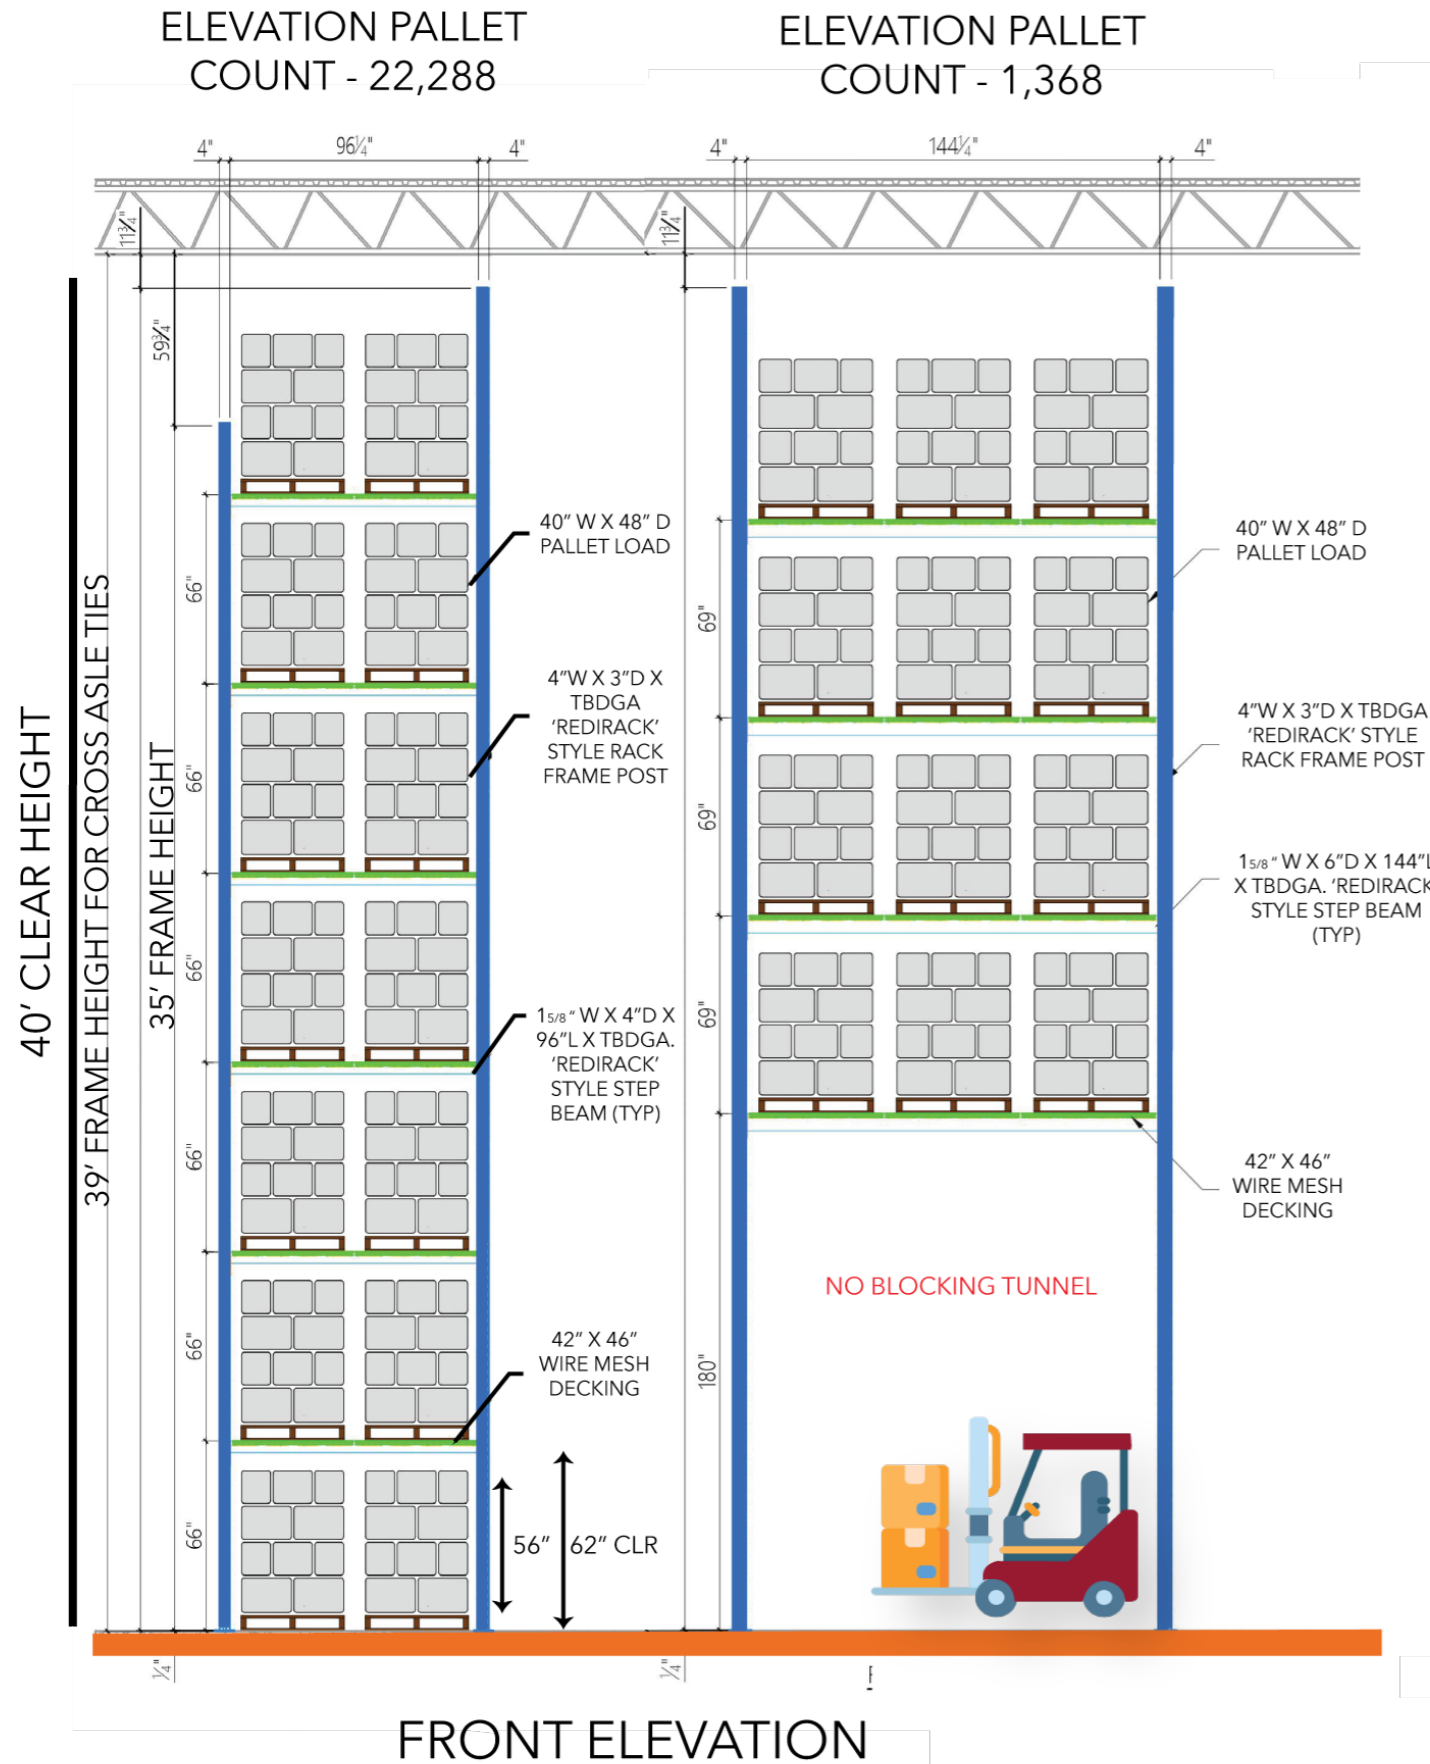 ELEVATION PALLET
COUNT - 22,288
ELEVATION PALLET
COUNT - 1,368
4"
96¼"
4"
4"
144¼"
4"
11¾"
11¾"
59¾"
40' CLEAR HEIGHT
39' FRAME HEIGHT FOR CROSS ASLE TIES
35' FRAME HEIGHT
66"
66"
66"
66"
66"
66"
40" W X 48" D
PALLET LOAD
4"W X 3"D X
TBDGA
'REDIRACK'
STYLE RACK
FRAME POST
1 5/8 " W X 4"D X
96"L X TBDGA.
'REDIRACK'
STYLE STEP
BEAM (TYP)
42" X 46"
WIRE MESH
DECKING
56"
62" CLR
69"
69"
69"
180"
40" W X 48" D
PALLET LOAD
4"W X 3"D X TBDGA
'REDIRACK' STYLE
RACK FRAME POST
1 5/8 " W X 6"D X 144"L
X TBDGA. 'REDIRACK
STYLE STEP BEAM
(TYP)
42" X 46"
WIRE MESH
DECKING
NO BLOCKING TUNNEL
¼"
¼"
FRONT ELEVATION